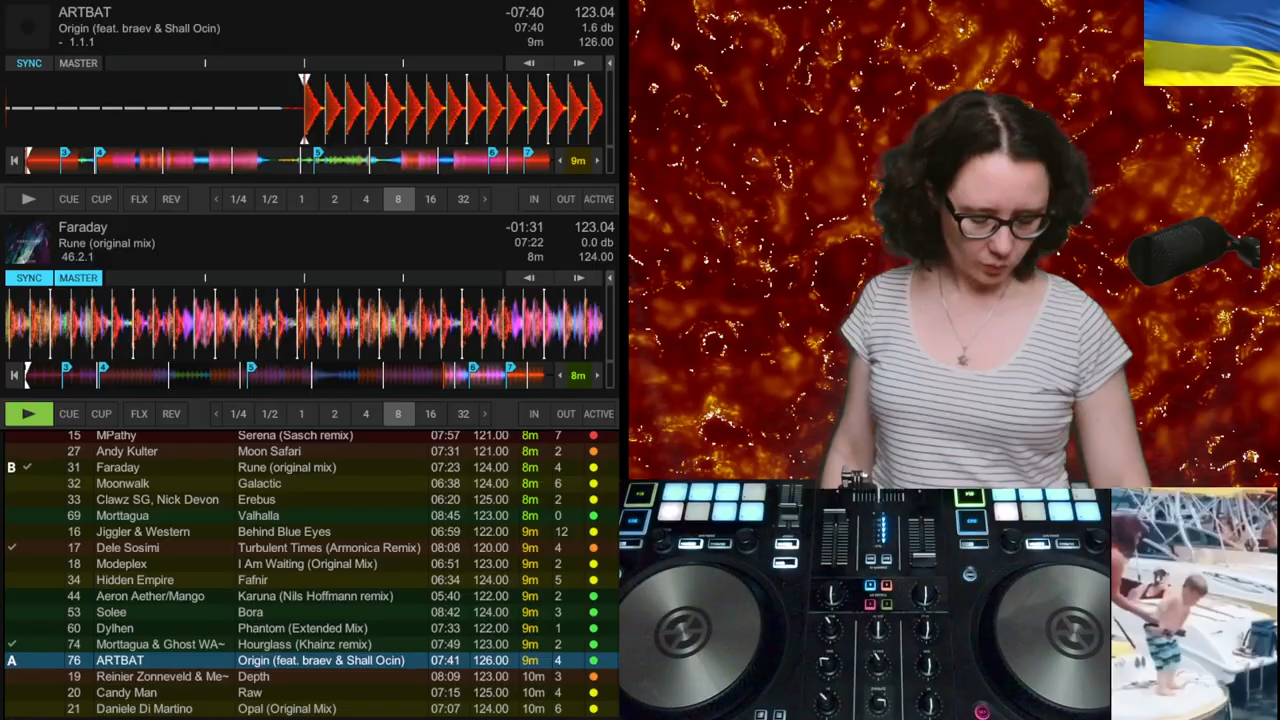 ARTBAT -07:40 123.04
Origin (feat. braev & Shall Ocin) 07:40 1.6 db
- 1.1.1 9m 126.00
SYNC MASTER
3 4 5 6 7 9m
CUE CUP FLX REV 1/4 1/2 1 2 4 8 16 32 IN OUT ACTIVE
Faraday -01:31 123.04
Rune (original mix) 07:22 0.0 db
46.2.1 8m 124.00
SYNC MASTER
3 4 5 6 7 8m
CUE CUP FLX REV 1/4 1/2 1 2 4 8 16 32 IN OUT ACTIVE
15 MPathy Serena (Sasch remix) 07:57 121.00 8m 7
27 Andy Kulter Moon Safari 07:31 121.00 8m 2
B 31 Faraday Rune (original mix) 07:23 124.00 8m 4
32 Moonwalk Galactic 06:38 124.00 8m 6
33 Clawz SG, Nick Devon Erebus 06:20 125.00 8m 2
69 Morttagua Valhalla 08:45 123.00 8m 0
16 Jiggler & Western Behind Blue Eyes 06:59 122.00 9m 12
17 Dele Sosimi Turbulent Times (Armonica Remix) 08:08 120.00 9m 4
18 Modeplex I Am Waiting (Original Mix) 06:51 123.00 9m 2
34 Hidden Empire Fafnir 06:34 123.00 9m 5
44 Aeron Aether/Mango Karuna (Nils Hoffmann remix) 05:40 122.00 9m 2
53 Solee Bora 08:42 124.00 9m 3
60 Dylhen Phantom (Extended Mix) 07:33 122.00 9m 1
74 Morttagua & Ghost WA~ Hourglass (Khainz remix) 07:49 123.00 9m 2
A 76 ARTBAT Origin (feat. braev & Shall Ocin) 07:41 126.00 9m 4
19 Reinier Zonneveld & Me~ Depth 08:09 123.00 10m 3
20 Candy Man Raw 07:15 125.00 10m 4
21 Daniele Di Martino Opal (Original Mix) 07:07 124.00 10m 6